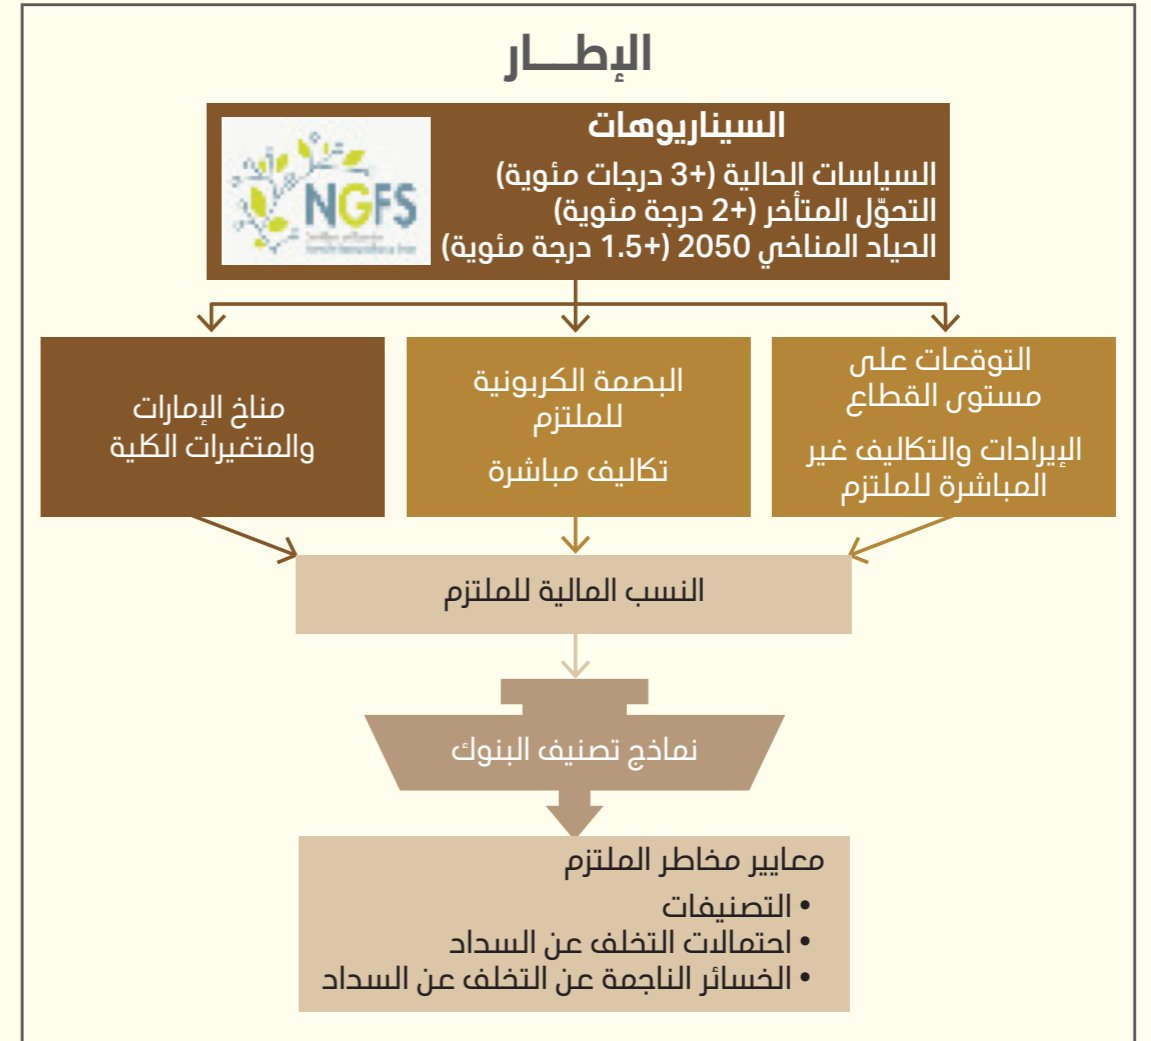 الإطـــار
السيناريوهات
السياسات الحالية (+3 درجات مئوية)
التحوّل المتأخر (+2 درجة مئوية)
الحياد المناخي 2050 (+1.5 درجة مئوية)
NGFS
التوقعات على
مستوى القطاع
الإيرادات والتكاليف غير
المباشرة للملتزم
البصمة الكربونية
للملتزم
تكاليف مباشرة
مناخ الإمارات
والمتغيرات الكلية
النسب المالية للملتزم
نماذج تصنيف البنوك
معايير مخاطر الملتزم
• التصنيفات
• احتمالات التخلف عن السداد
• الخسائر الناجمة عن التخلف عن السداد